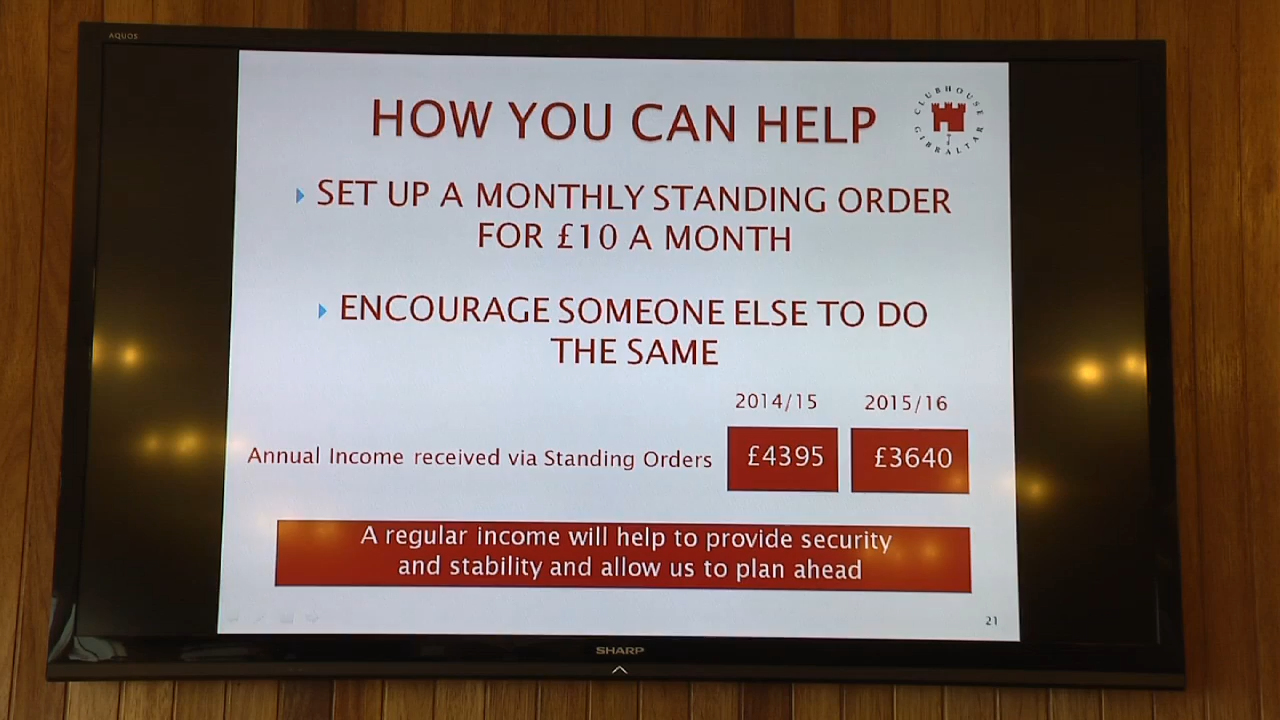 AQUOS
HOW YOU CAN HELP
CLUBHOUSE
GIBRALTAR
SET UP A MONTHLY STANDING ORDER
FOR £10 A MONTH
ENCOURAGE SOMEONE ELSE TO DO
THE SAME
2014/15 2015/16
Annual Income received via Standing Orders £4395 £3640
A regular income will help to provide security
and stability and allow us to plan ahead
21
SHARP